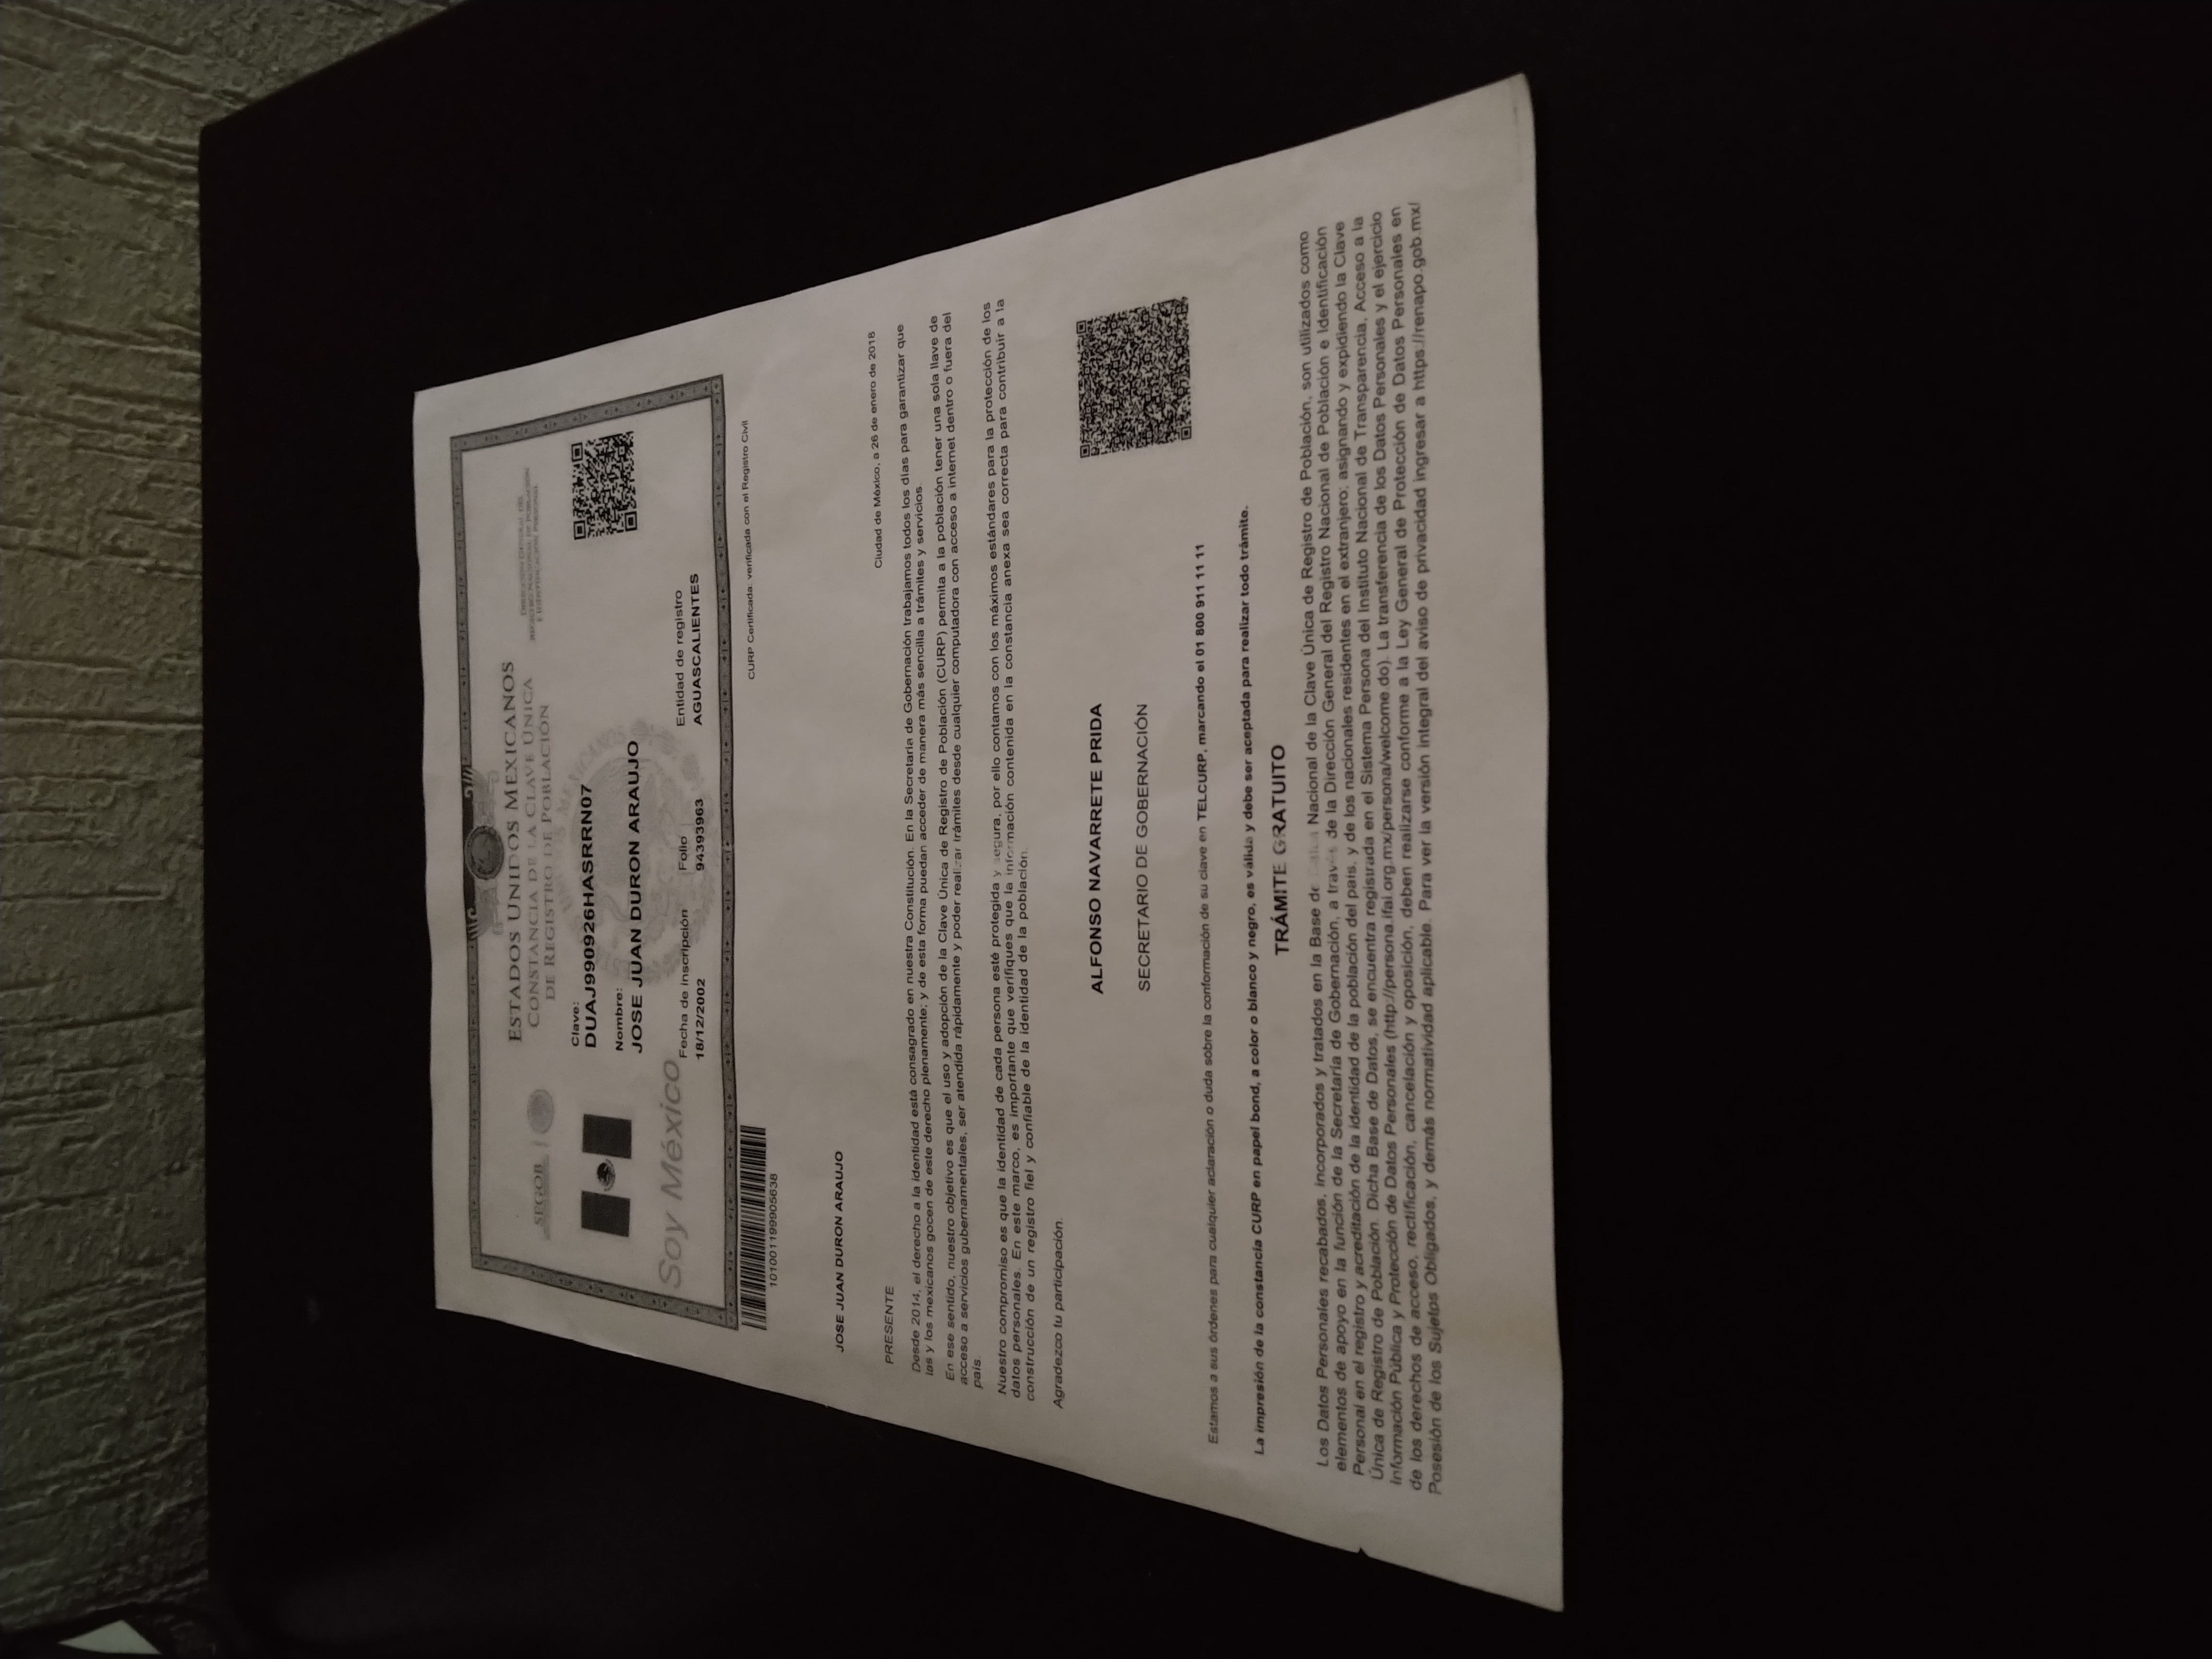 ESTADOS UNIDOS MEXICANOS
CONSTANCIA DE LA CLAVE ÚNICA
DE REGISTRO DE POBLACIÓN
SEGOB
DIRECCIÓN GENERAL DEL
REGISTRO NACIONAL DE POBLACIÓN
E IDENTIFICACIÓN PERSONAL
Clave:
DUAJ990926HASRRN07
Nombre:
JOSE JUAN DURON ARAUJO
Soy México
Fecha de inscripción
18/12/2002
Folio
94393963
Entidad de registro
AGUASCALIENTES
101001199905638
CURP Certificada: verificada con el Registro Civil
JOSE JUAN DURON ARAUJO
Ciudad de México, a 26 de enero de 2018
PRESENTE
Desde 2014, el derecho a la identidad está consagrado en nuestra Constitución. En la Secretaría de Gobernación trabajamos todos los días para garantizar que
las y los mexicanos gocen de este derecho plenamente; y de esta forma puedan acceder de manera más sencilla a trámites y servicios.
En ese sentido, nuestro objetivo es que el uso y adopción de la Clave Única de Registro de Población (CURP) permita a la población tener una sola llave de
acceso a servicios gubernamentales, ser atendida rápidamente y poder realizar trámites desde cualquier computadora con acceso a internet dentro o fuera del
país.
Nuestro compromiso es que la identidad de cada persona esté protegida y segura, por ello contamos con los máximos estándares para la protección de los
datos personales. En este marco, es importante que verifiques que la información contenida en la constancia anexa sea correcta para contribuir a la
construcción de un registro fiel y confiable de la identidad de la población.
Agradezco tu participación.
ALFONSO NAVARRETE PRIDA
SECRETARIO DE GOBERNACIÓN
Estamos a sus órdenes para cualquier aclaración o duda sobre la conformación de su clave en TELCURP, marcando el 01 800 911 11 11
La impresión de la constancia CURP en papel bond, a color o blanco y negro, es válida y debe ser aceptada para realizar todo trámite.
TRÁMITE GRATUITO
Los Datos Personales recabados, incorporados y tratados en la Base de Nacional de la Clave Única de Registro de Población, son utilizados como
elementos de apoyo en la función de la Secretaría de Gobernación, a través de la Dirección General del Registro Nacional de Población e Identificación
Personal en el registro y acreditación de la identidad de la población del país, y de los nacionales residentes en el extranjero; asignando y expidiendo la Clave
Única de Registro de Población. Dicha Base de Datos, se encuentra registrada en el Sistema Persona del Instituto Nacional de Transparencia, Acceso a la
Información Pública y Protección de Datos Personales (http://persona.ifai.org.mx/persona/welcome.do). La transferencia de los Datos Personales y el ejercicio
de los derechos de acceso, rectificación, cancelación y oposición, deben realizarse conforme a la Ley General de Protección de Datos Personales en
Posesión de los Sujetos Obligados, y demás normatividad aplicable. Para ver la versión integral del aviso de privacidad ingresar a https://renapo.gob.mx/